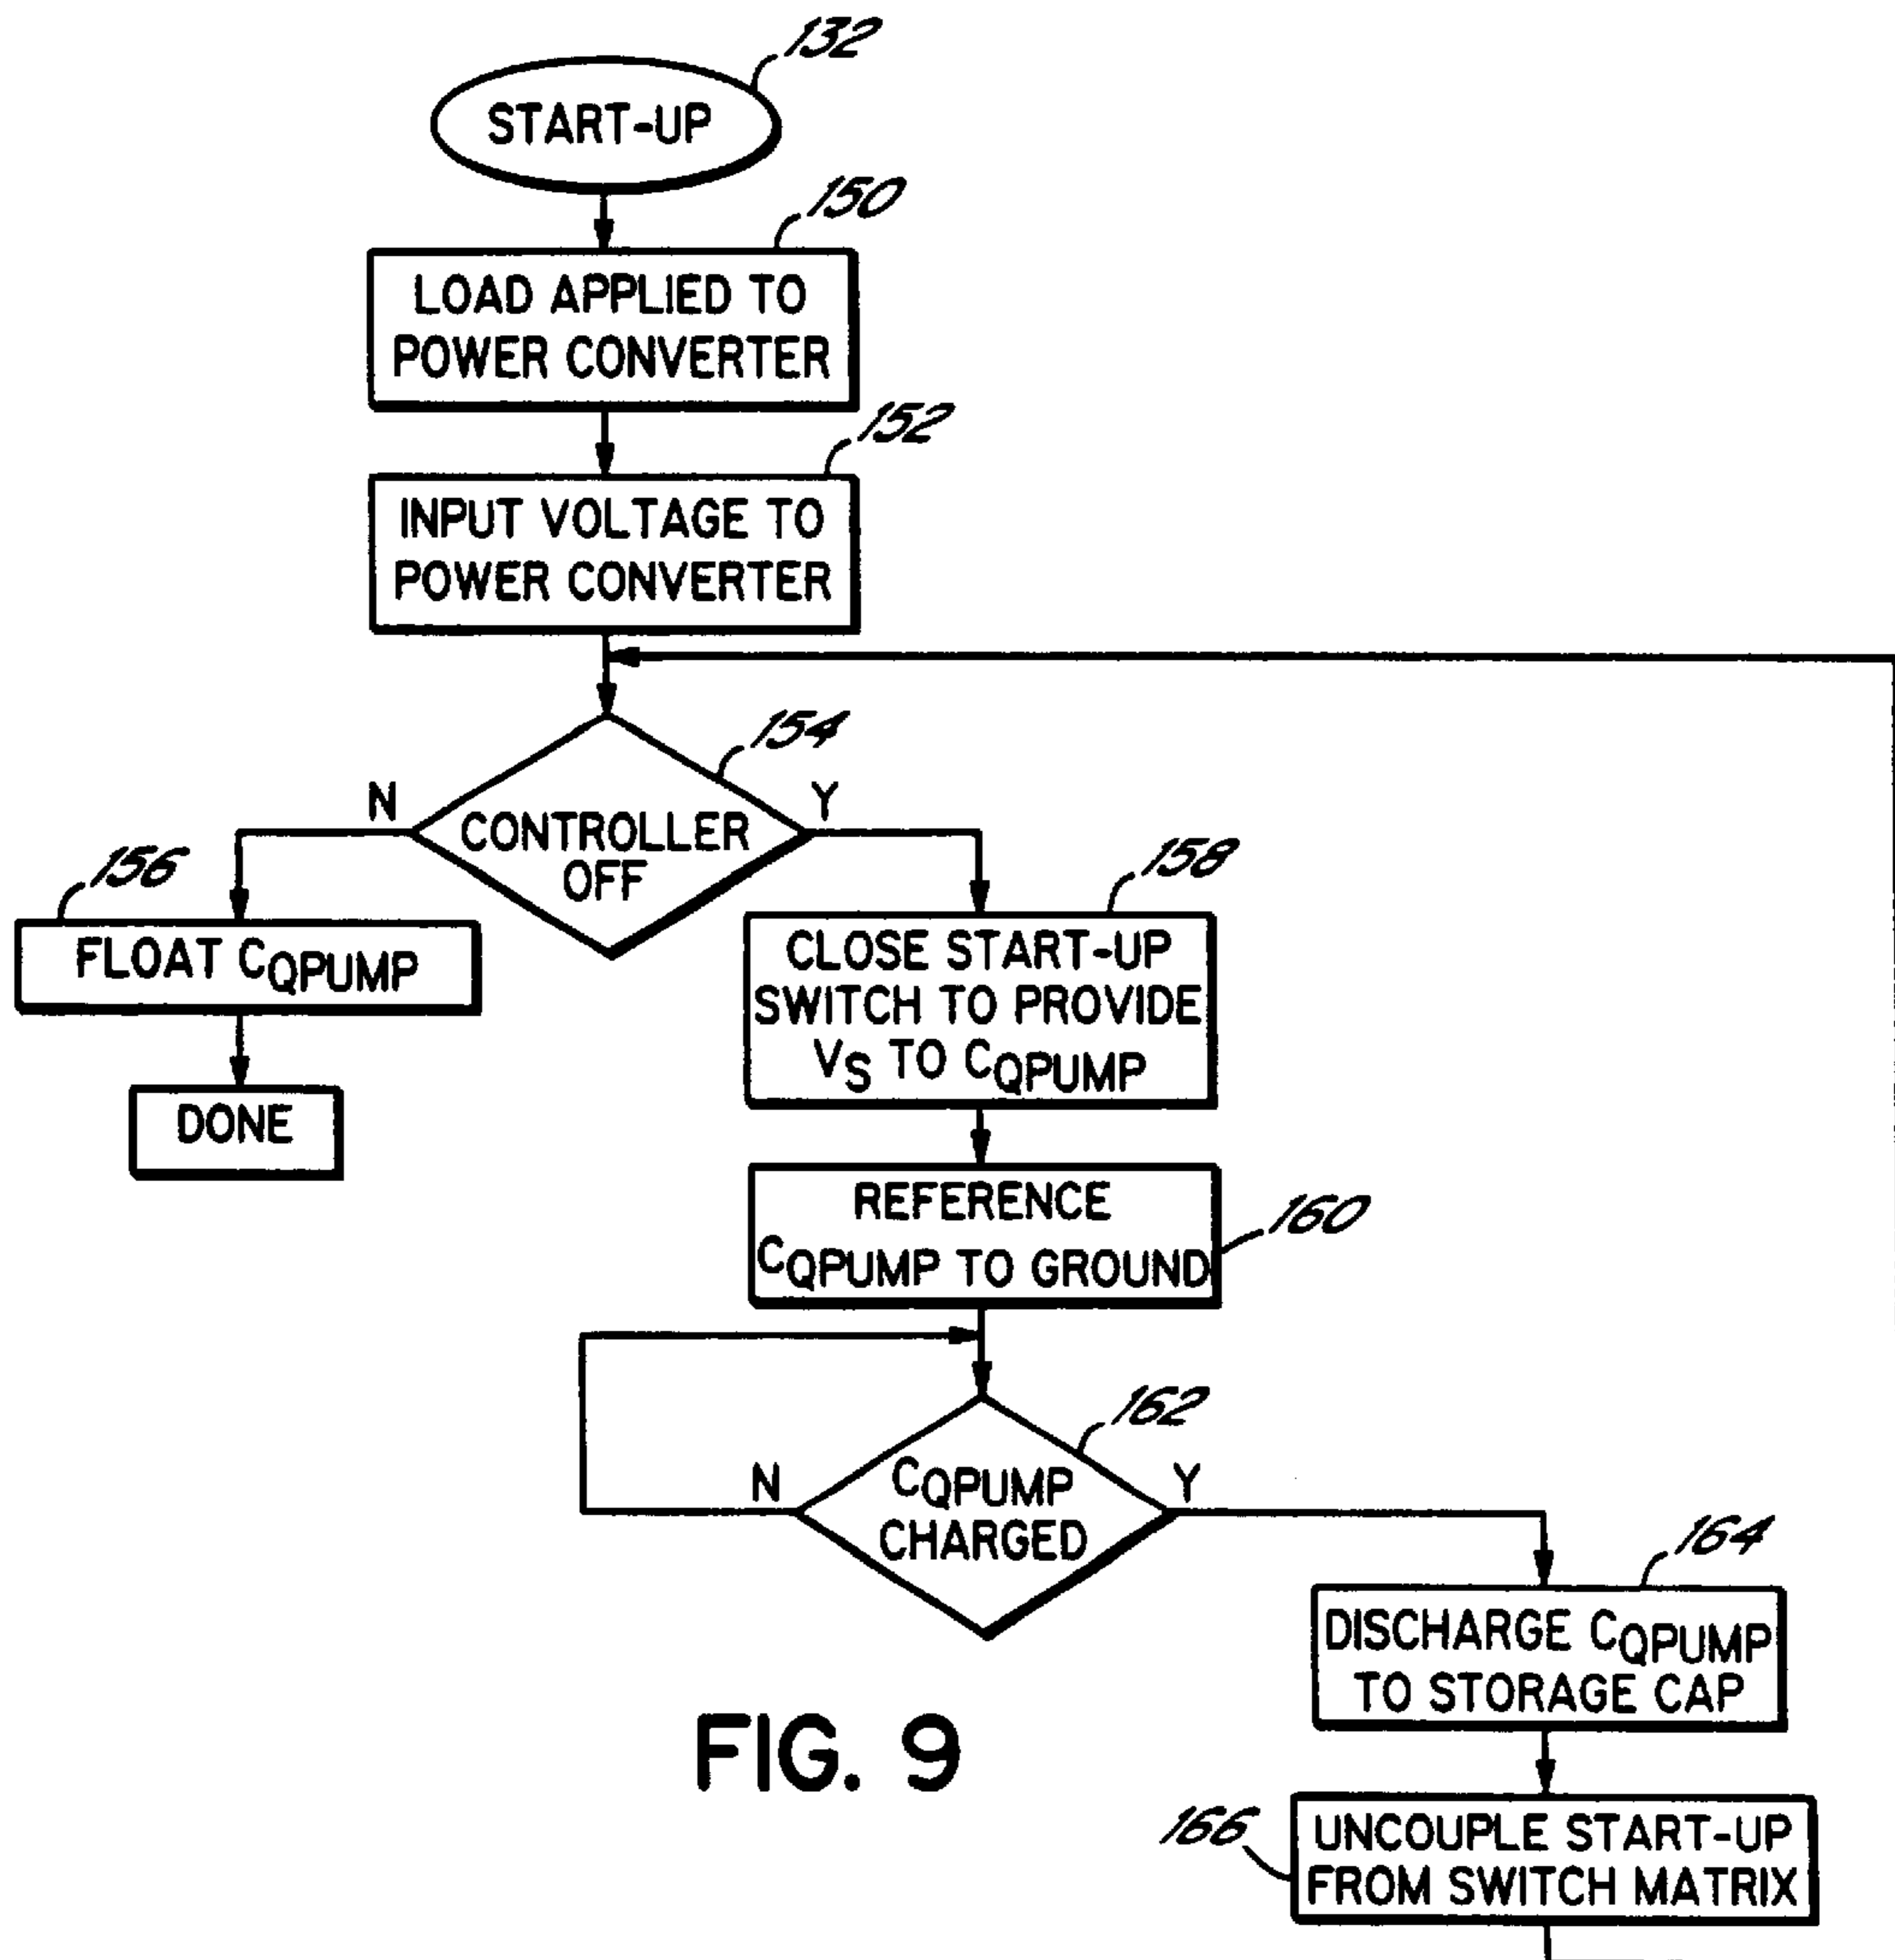 132
START-UP
150
LOAD APPLIED TO
POWER CONVERTER
152
INPUT VOLTAGE TO
POWER CONVERTER
154
N
Y
CONTROLLER
OFF
156
FLOAT CQPUMP
DONE
158
CLOSE START-UP
SWITCH TO PROVIDE
VS TO CQPUMP
160
REFERENCE
CQPUMP TO GROUND
162
N
Y
CQPUMP
CHARGED
164
DISCHARGE CQPUMP
TO STORAGE CAP
166
UNCOUPLE START-UP
FROM SWITCH MATRIX
FIG. 9